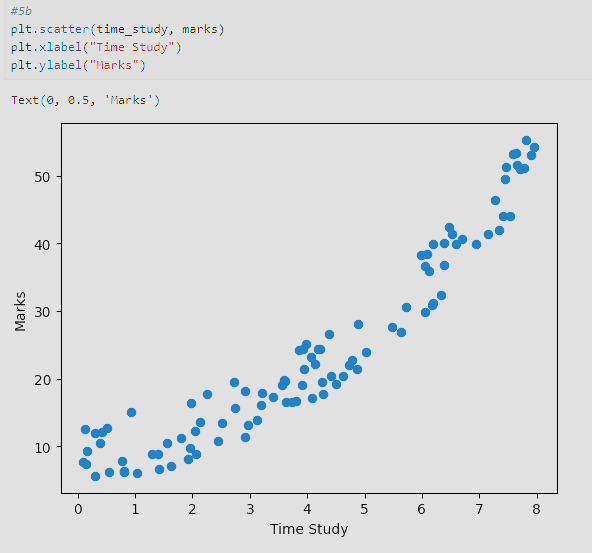 #5b
plt.scatter(time_study, marks)
plt.xlabel("Time Study")
plt.ylabel("Marks")
Text(0, 0.5, 'Marks')
50
40
30
20
10
Marks
0 1 2 3 4 5 6 7 8
Time Study